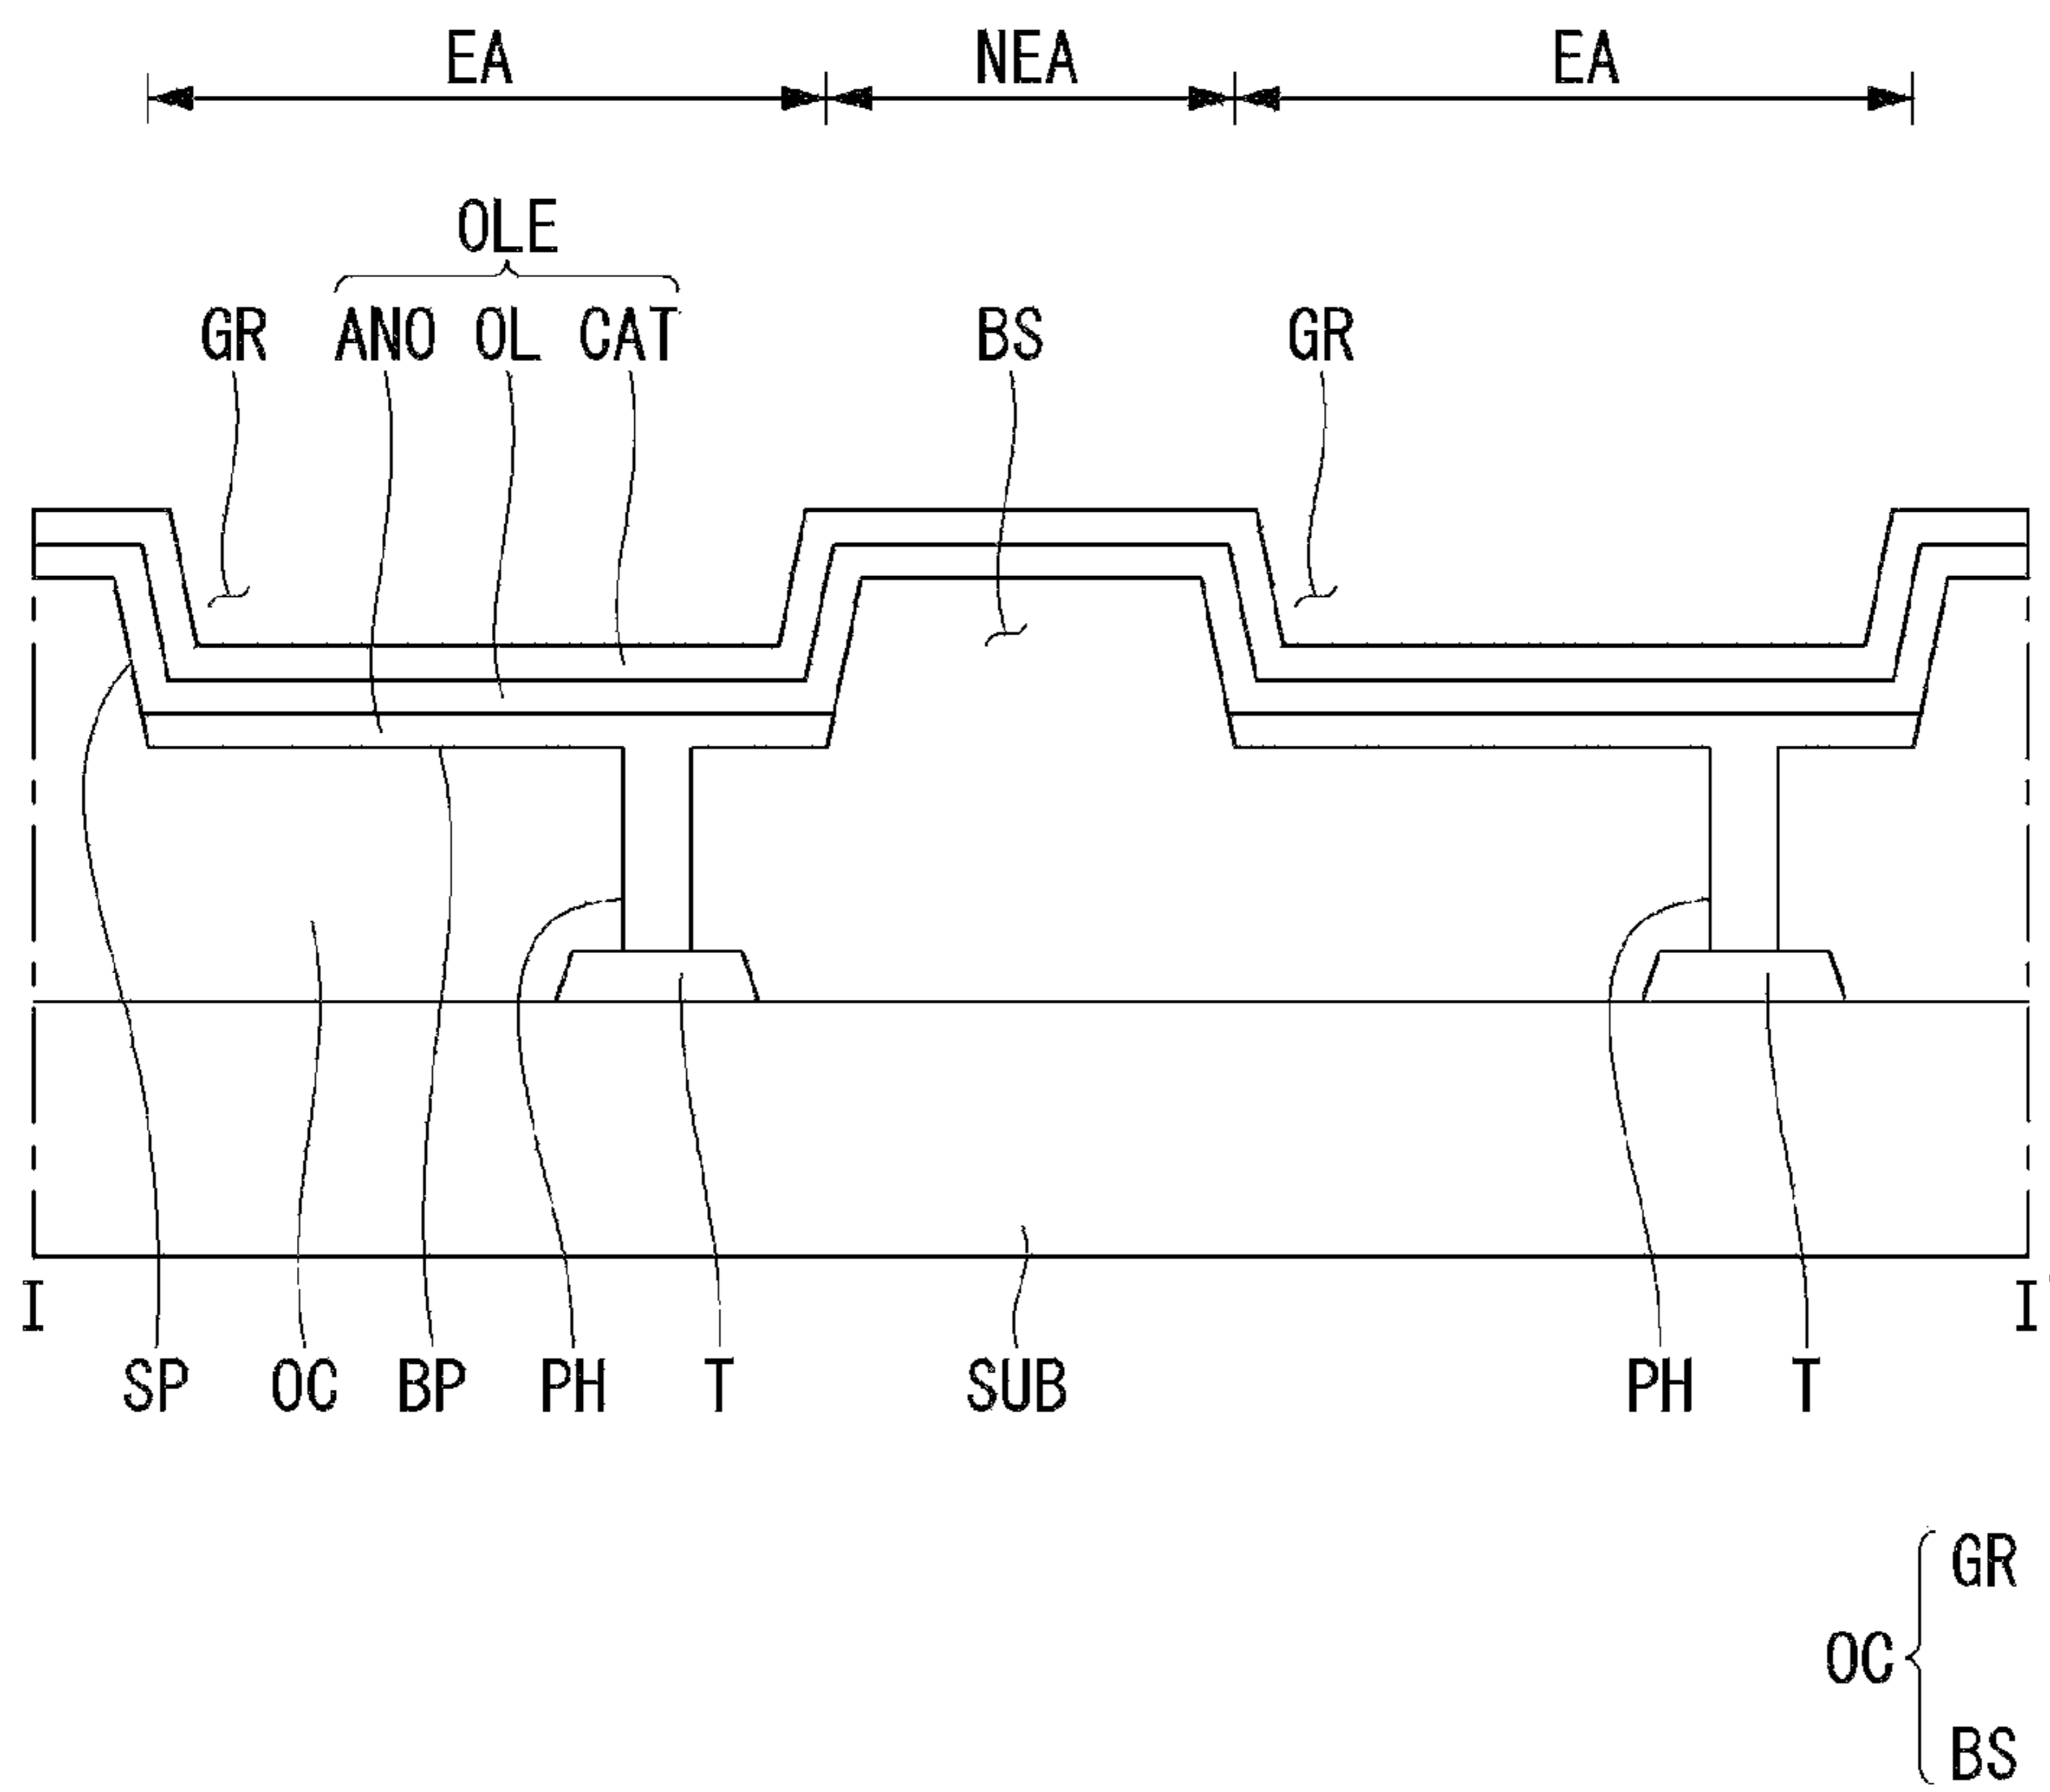 EA NEA EA
OLE
GR ANO OL CAT BS GR
I I'
SP OC BP PH T SUB PH T
GR
OC
BS